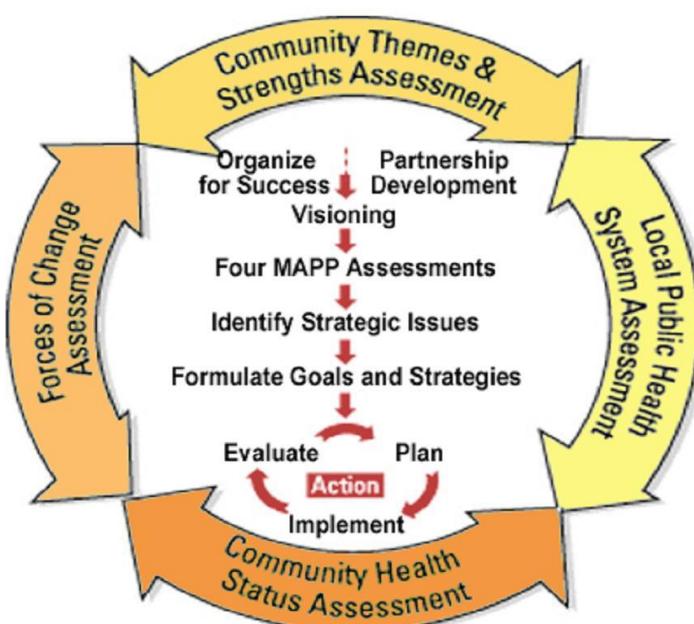 Community Themes &
Strengths Assessment
Organize
for Success
Partnership
Development
Visioning
Four MAPP Assessments
Identify Strategic Issues
Formulate Goals and Strategies
Evaluate
Plan
Action
Implement
Forces of Change
Assessment
Local Public Health
System Assessment
Community Health
Status Assessment